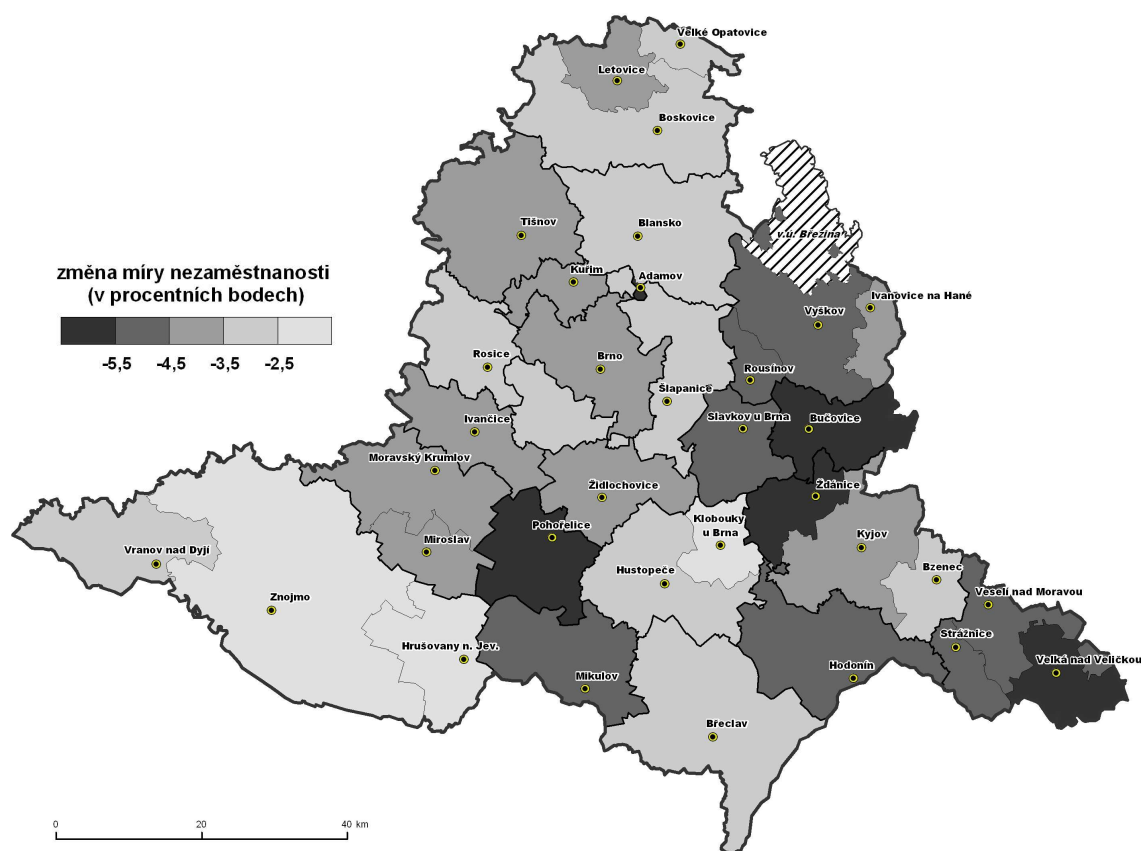 Velké Opatovice
Letovice
Boskovice
Tišnov
Blansko
v.ú. Březina
změna míry nezaměstnanosti
(v procentních bodech)
-5,5 -4,5 -3,5 -2,5
Kuřim
Adamov
Ivanovice na Hané
Vyškov
Rosice
Brno
Rousínov
Šlapanice
Ivančice
Slavkov u Brna
Bučovice
Moravský Krumlov
Židlochovice
Ždánice
Pohořelice
Klobouky
u Brna
Kyjov
Vranov nad Dyjí
Miroslav
Hustopeče
Bzenec
Znojmo
Veselí nad Moravou
Hrušovany n. Jev.
Strážnice
Mikulov
Hodonín
Velká nad Veličkou
Břeclav
0 20 40 km